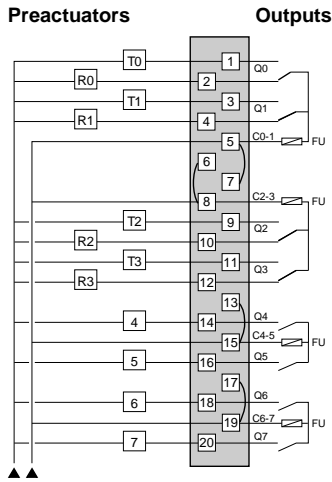 Preactuators Outputs
T0 1 Q0
R0 2
T1 3 Q1
R1 4
5 C0-1 FU
6
7
8 C2-3 FU
T2 9 Q2
R2 10
T3 11 Q3
R3 12
13
4 14 Q4
15 C4-5 FU
5 16 Q5
17
6 18 Q6
19 C6-7 FU
7 20 Q7